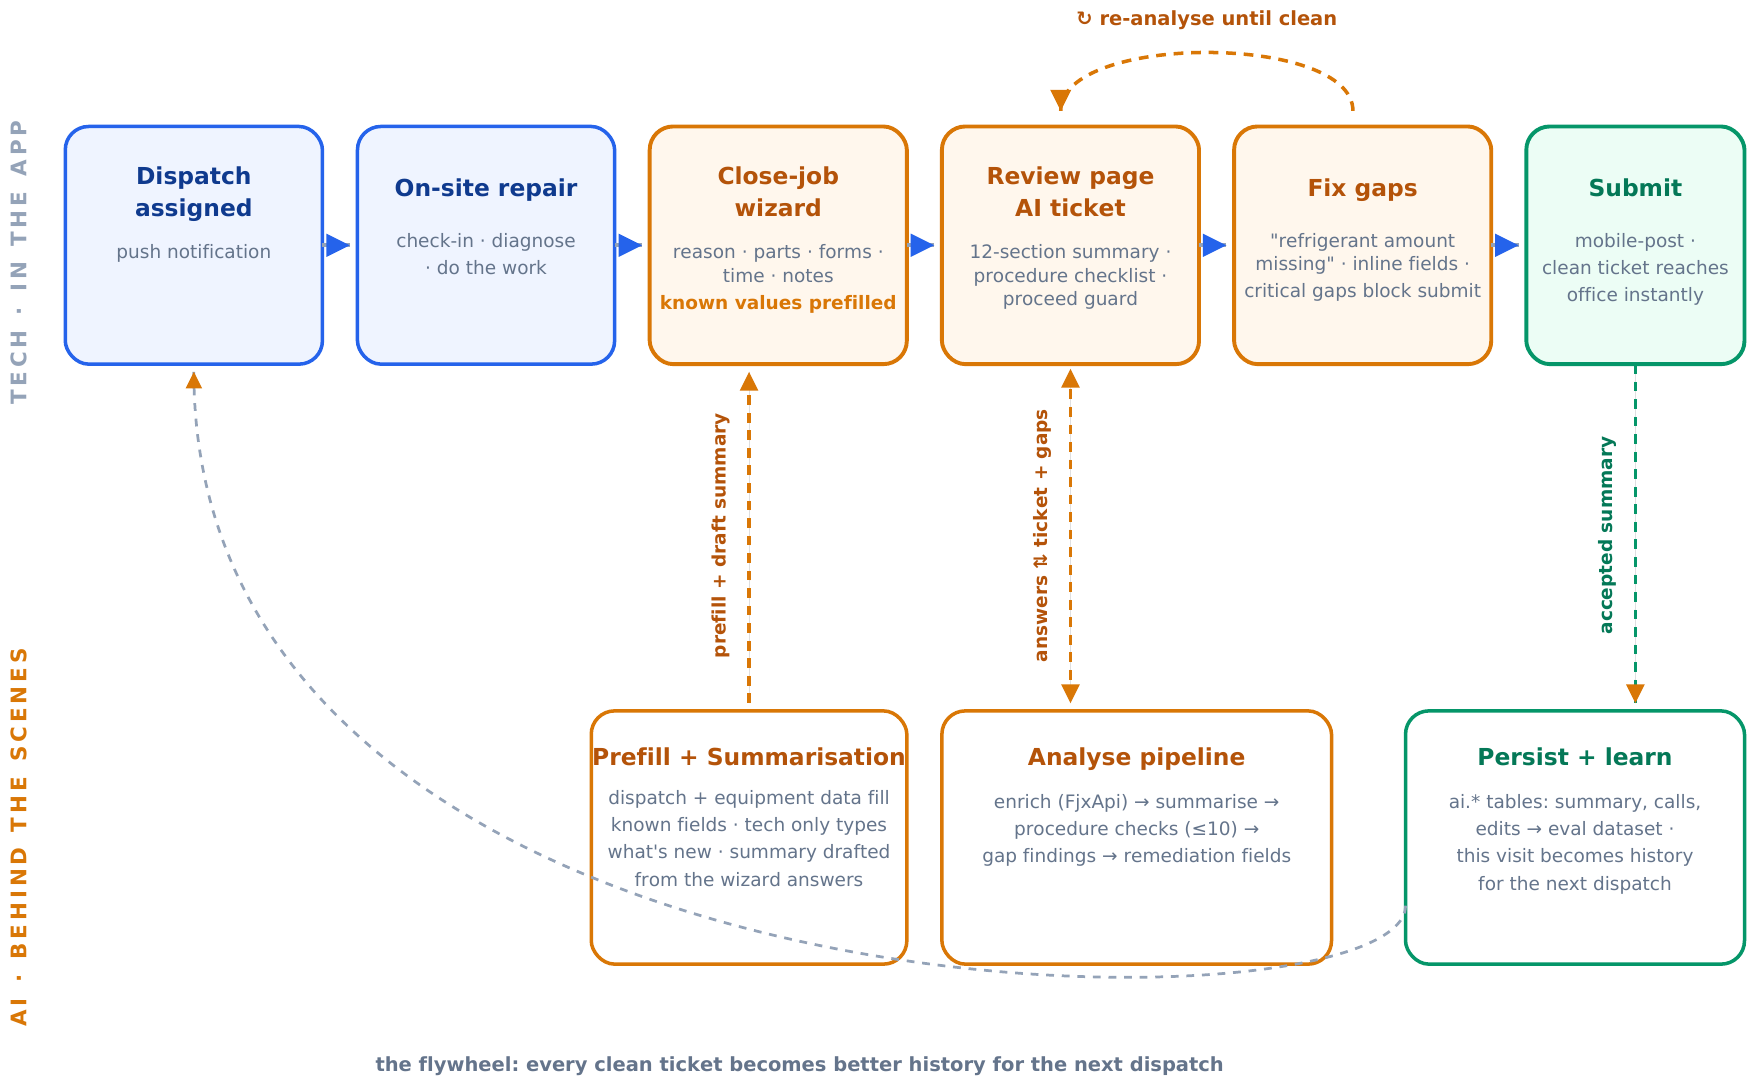 ↻ re-analyse until clean
TECH · IN THE APP
Dispatch
assigned
push notification
On-site repair
check-in · diagnose
· do the work
Close-job
wizard
reason · parts · forms ·
time · notes
known values prefilled
Review page
AI ticket
12-section summary ·
procedure checklist ·
proceed guard
Fix gaps
"refrigerant amount
missing" · inline fields ·
critical gaps block submit
Submit
mobile-post ·
clean ticket reaches
office instantly
prefill + draft summary
answers ⇅ ticket + gaps
accepted summary
AI · BEHIND THE SCENES
Prefill + Summarisation
dispatch + equipment data fill
known fields · tech only types
what's new · summary drafted
from the wizard answers
Analyse pipeline
enrich (FjxApi) → summarise →
procedure checks (≤10) →
gap findings → remediation fields
Persist + learn
ai.* tables: summary, calls,
edits → eval dataset ·
this visit becomes history
for the next dispatch
the flywheel: every clean ticket becomes better history for the next dispatch